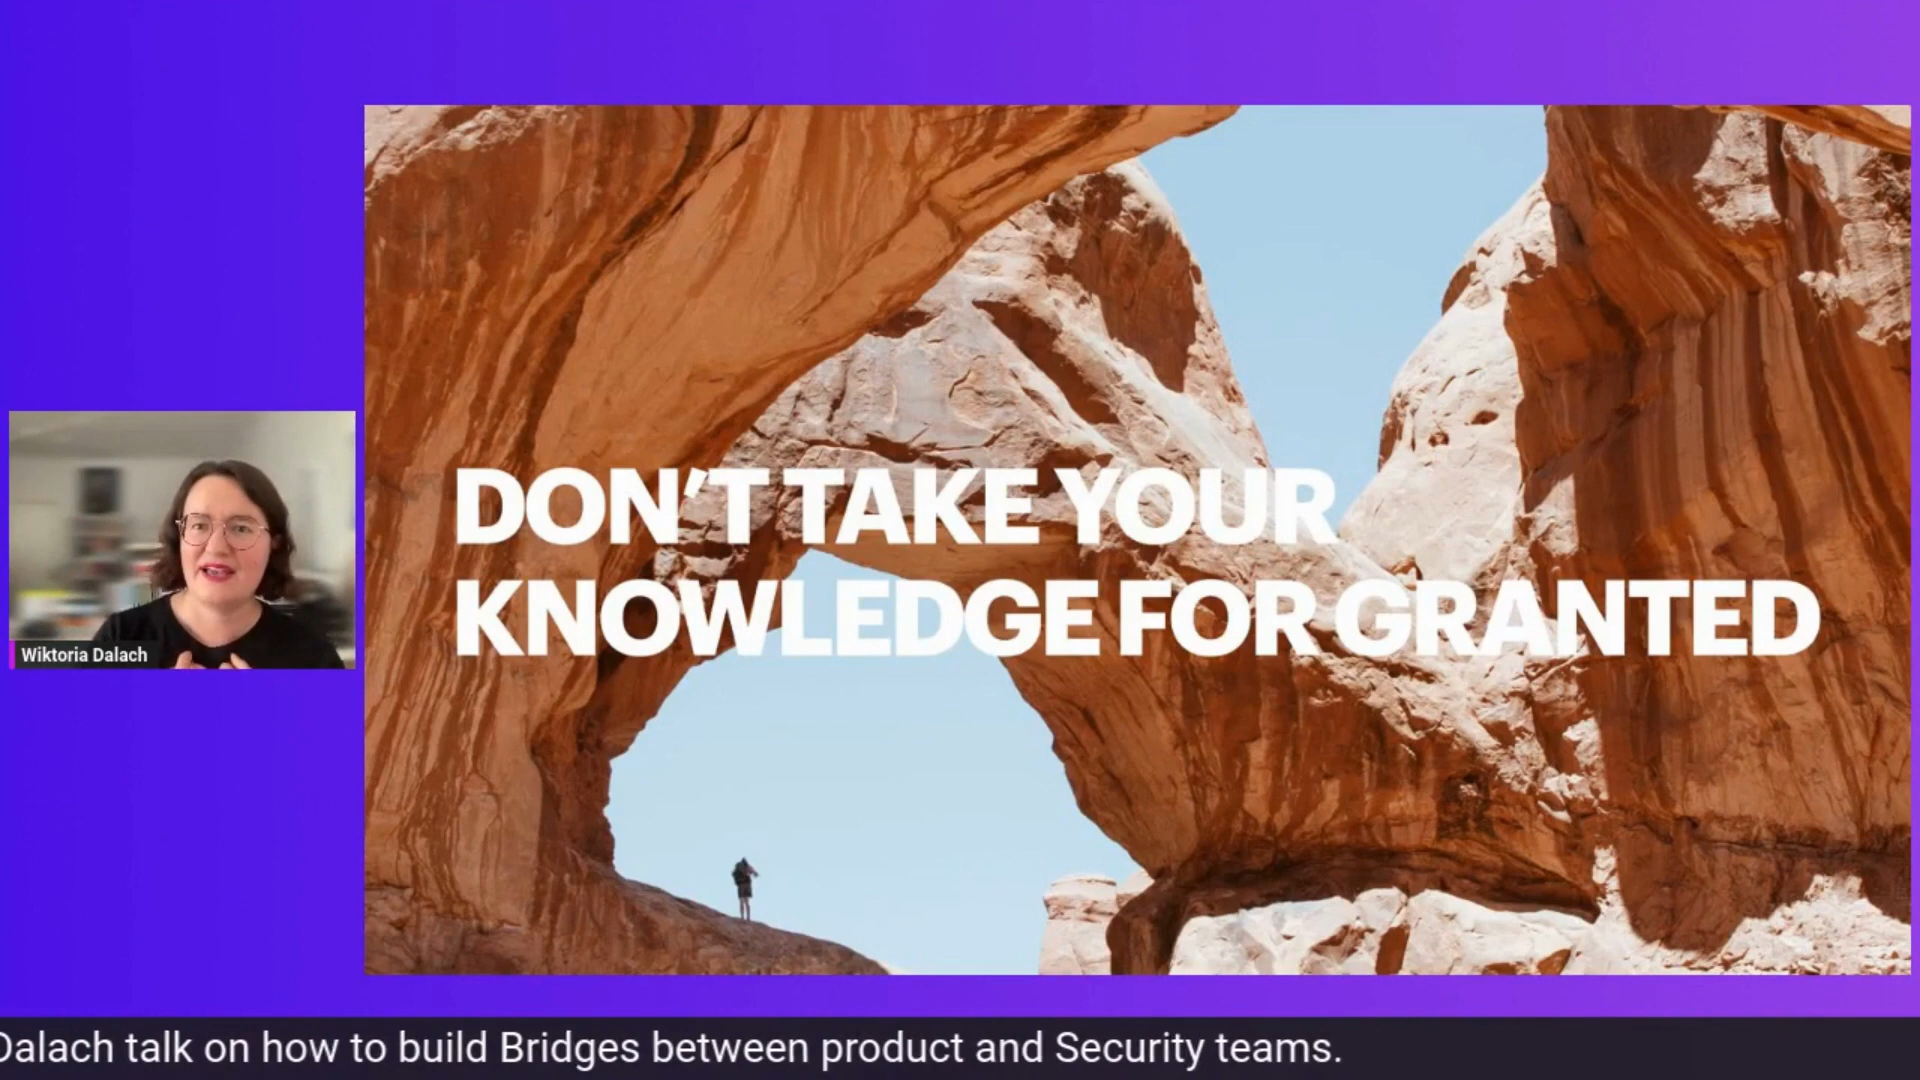 DON'T TAKE YOUR
KNOWLEDGE FOR GRANTED
Wiktoria Dalach
Dalach talk on how to build Bridges between product and Security teams.